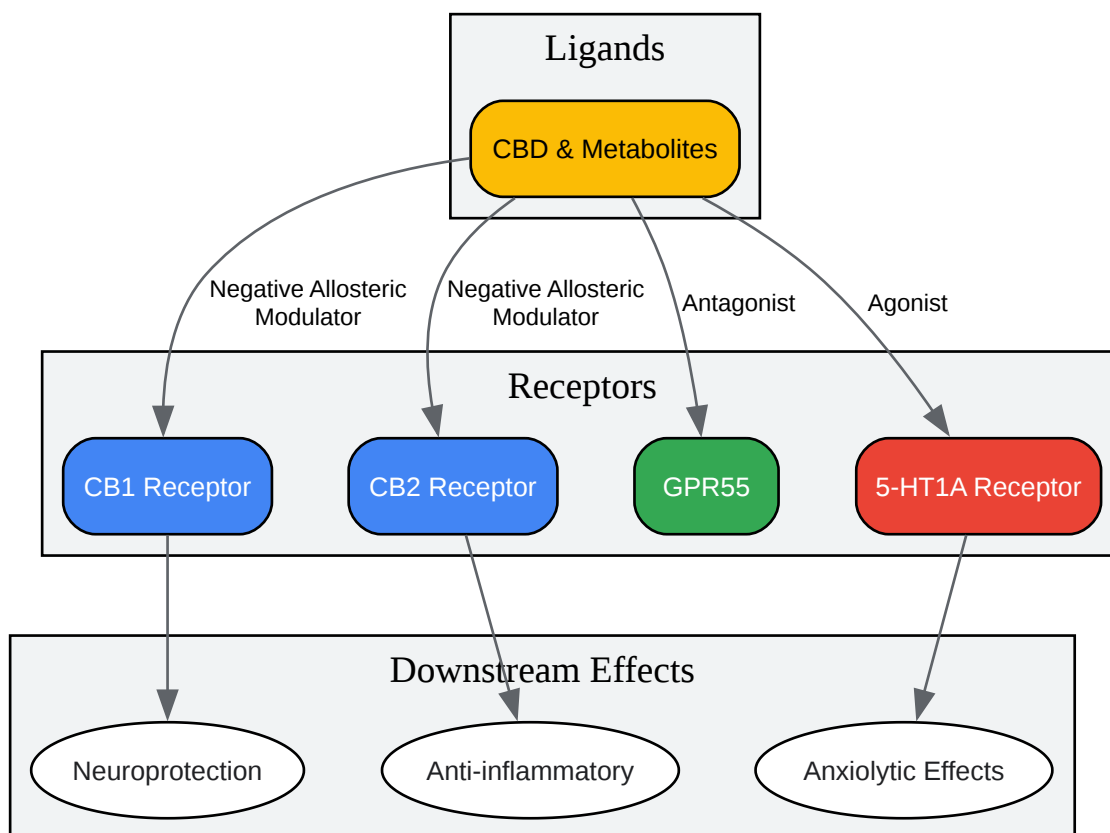 Ligands
CBD & Metabolites
Negative Allosteric
Modulator
Negative Allosteric
Modulator
Antagonist
Agonist
Receptors
CB1 Receptor
CB2 Receptor
GPR55
5-HT1A Receptor
Downstream Effects
Neuroprotection
Anti-inflammatory
Anxiolytic Effects